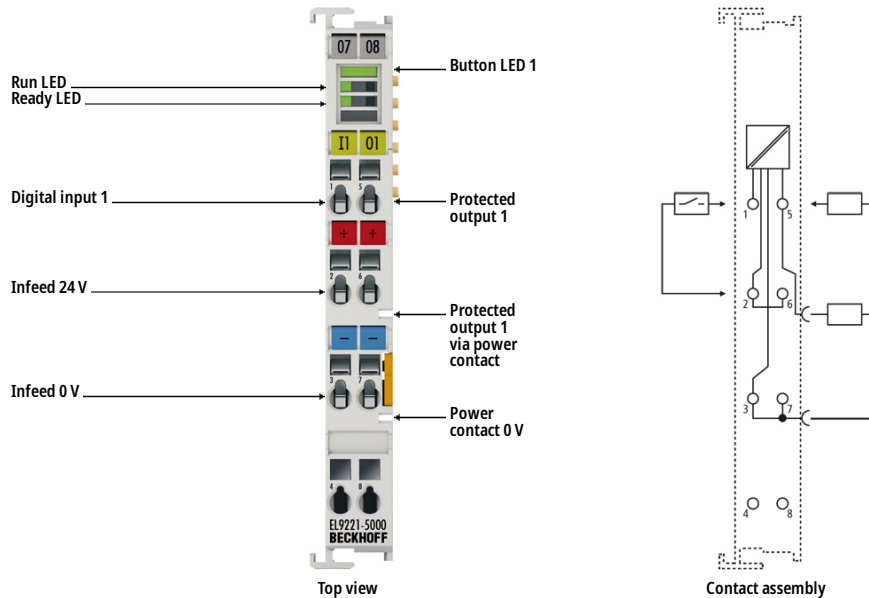 07 08
Button LED 1
Run LED
Ready LED
I1 O1
Digital input 1
1 5
Protected
output 1
+ +
Infeed 24 V
2 6
Protected
output 1
via power
contact
− −
Infeed 0 V
3 7
Power
contact 0 V
4 8
EL9221-5000
BECKHOFF
Top view
1 5
2 6
3 7
4 8
Contact assembly